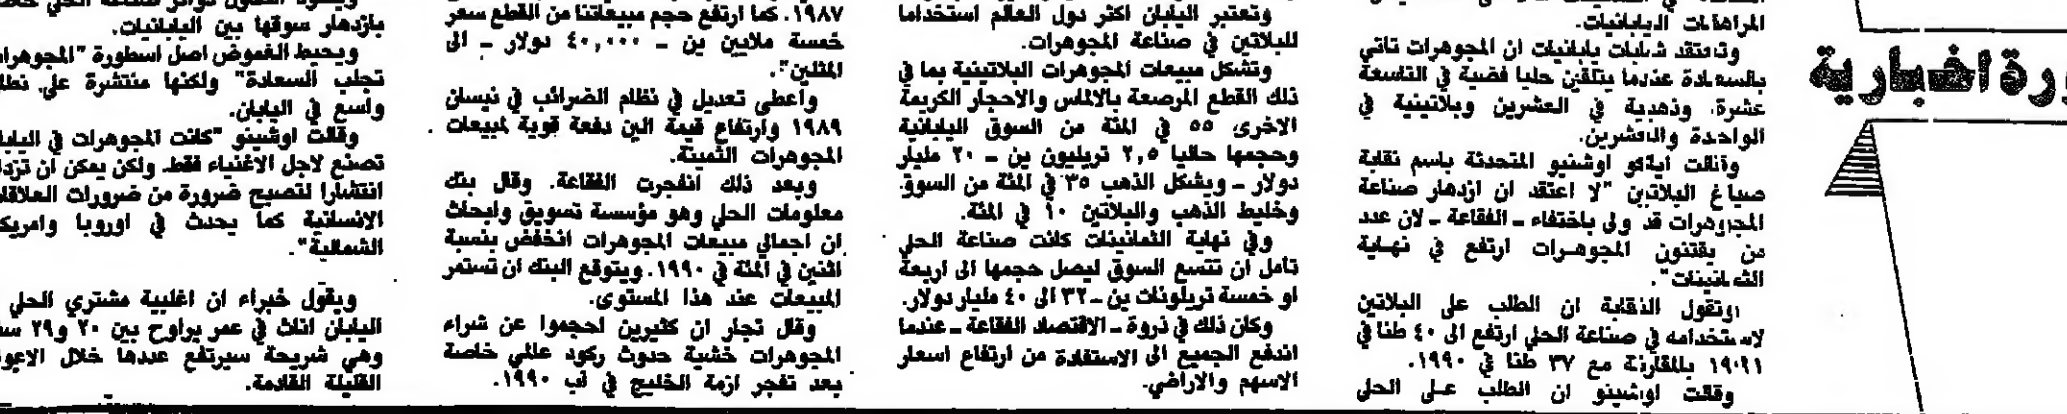 اخبارية
المراهقات اليابانيات.
وتعتقد شابات يابانيات ان المجوهرات تاتي
بالسعادة عندما يتلقين حليا فضية في التاسعة
عشرة، وذهبية في العشرين وبلاتينية في
الواحدة والعشرين.
وقالت ايانو اوشينو المتحدثة باسم نقابة
صياغ البلاتين "لا اعتقد ان ازدهار صناعة
المجوهرات قد ولى باختفاء ـ الفقاعة ـ لان عدد
من يقتنون المجوهرات ارتفع في نهاية
الثمانينات".
وتقول النقابة ان الطلب على البلاتين
لاستخدامه في صناعة الحلي ارتفع الى ٤٠ طنا في
١٩٩١ بالمقارنة مع ٣٧ طنا في ١٩٩٠.
وقالت اوشينو ان الطلب على الحلى
وتعتبر اليابان اكثر دول العالم استخداما
للبلاتين في صناعة المجوهرات.
وتشكل مبيعات المجوهرات البلاتينية بما في
ذلك القطع المرصعة بالالماس والاحجار الكريمة
الاخرى ٥٥ في المئة من السوق اليابانية
وحجمها حاليا ٢,٥ تريليون ين ـ ٢٠ مليار
دولار ـ ويشكل الذهب ٣٥ في المئة من السوق
وخليط الذهب والبلاتين ١٠ في المئة.
وفي نهاية الثمانينات كانت صناعة الحلي
تامل ان تتسع السوق ليصل حجمها الى اربعة
او خمسة تريلونات ين ـ ٣٢ الى ٤٠ مليار دولار.
وكان ذلك في ذروة ـ الاقتصاد الفقاعة ـ عندما
اندفع الجميع الى الاستفادة من ارتفاع اسعار
الاسهم والاراضي.
١٩٨٧. كما ارتفع حجم مبيعاتنا من القطع سعر
خمسة ملايين ين ـ ٤٠,٠٠٠ دولار ـ الى
المثلين".
واعطى تعديل في نظام الضرائب في نيسان
١٩٨٩ وارتفاع قيمة الين دفعة قوية لمبيعات
المجوهرات الثمينة.
وبعد ذلك انفجرت الفقاعة. وقال بنك
معلومات الحلي وهو مؤسسة تسويق وابحاث
ان اجمالي مبيعات المجوهرات انخفض بنسبة
اثنين في المئة في ١٩٩٠. ويتوقع البنك ان تستمر
المبيعات عند هذا المستوى.
وقال تجار ان كثيرين احجموا عن شراء
المجوهرات خشية حدوث ركود عالمي خاصة
بعد تفجر ازمة الخليج في اب ١٩٩٠.
بازدهار سوقها بين اليابانيات.
ويحيط الغموض اصل اسطورة "المجوهرات
تجلب السعادة" ولكنها منتشرة على نطاق
واسع في اليابان.
وقالت اوشينو "كانت المجوهرات في اليابا
تصنع لاجل الاغنياء فقط. ولكن يمكن ان تزدا
انتشارا لتصبح ضرورة من ضرورات العلاقات
الانسانية كما يحدث في اوروبا وامريكا
الشمالية".
ويقول خبراء ان اغلبية مشتري الحلي
اليابان اناث في عمر يراوح بين ٢٠ و٢٩ سن
وهي شريحة سيرتفع عددها خلال الاعوا
القليلة القادمة.